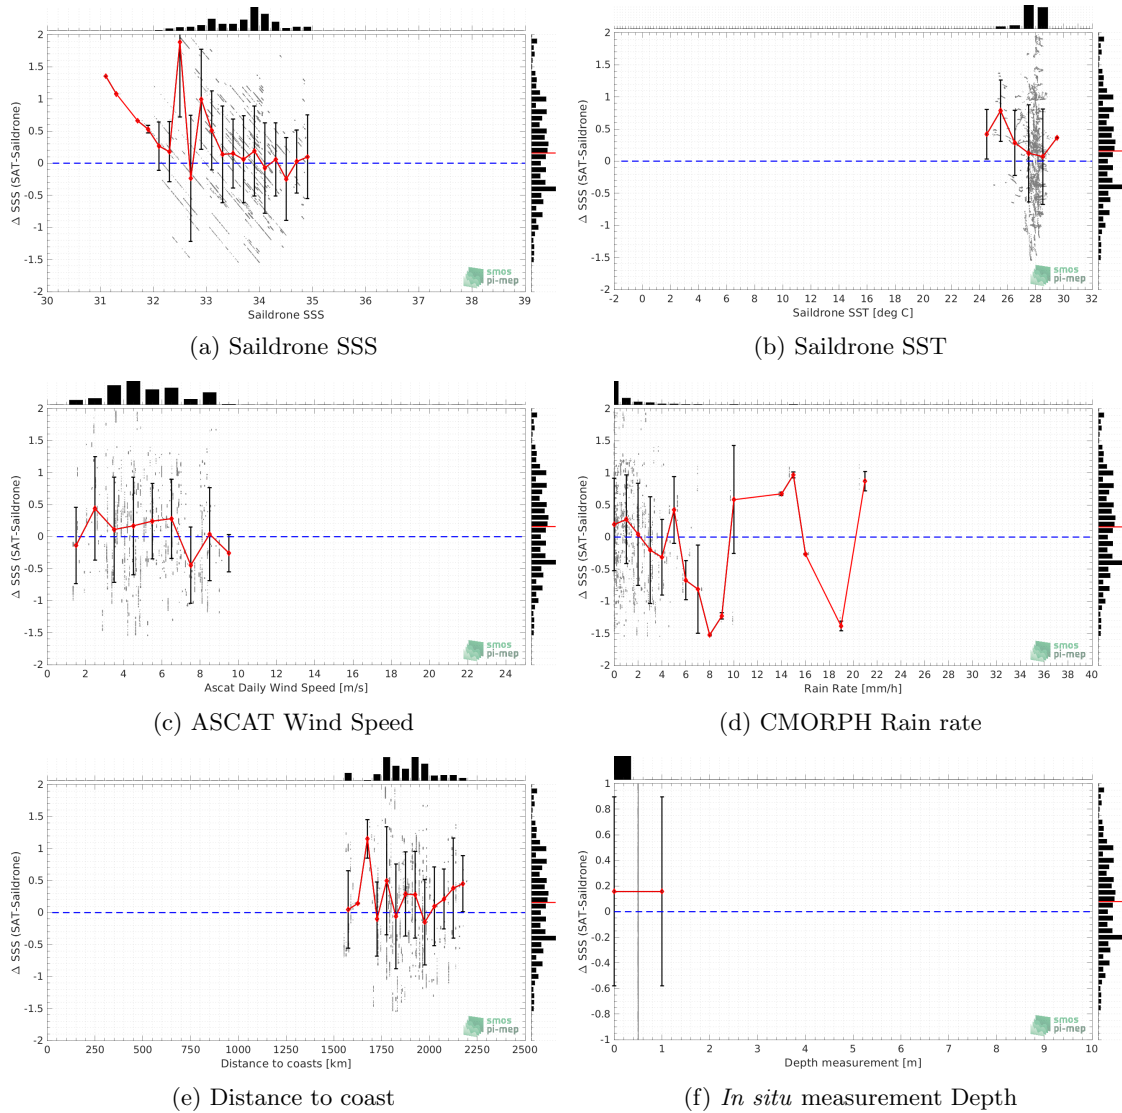 Δ SSS (SAT-Saildrone)
2
1.5
1
0.5
0
-0.5
-1
-1.5
-2
30 31 32 33 34 35 36 37 38 39
Saildrone SSS
smos
pi-mep
(a) Saildrone SSS
Δ SSS (SAT-Saildrone)
2
1.5
1
0.5
0
-0.5
-1
-1.5
-2
-2 0 2 4 6 8 10 12 14 16 18 20 22 24 26 28 30 32
Saildrone SST [deg C]
smos
pi-mep
(b) Saildrone SST
Δ SSS (SAT-Saildrone)
2
1.5
1
0.5
0
-0.5
-1
-1.5
-2
0 2 4 6 8 10 12 14 16 18 20 22 24
Ascat Daily Wind Speed [m/s]
smos
pi-mep
(c) ASCAT Wind Speed
Δ SSS (SAT-Saildrone)
2
1.5
1
0.5
0
-0.5
-1
-1.5
-2
0 2 4 6 8 10 12 14 16 18 20 22 24 26 28 30 32 34 36 38 40
Rain Rate [mm/h]
smos
pi-mep
(d) CMORPH Rain rate
Δ SSS (SAT-Saildrone)
2
1.5
1
0.5
0
-0.5
-1
-1.5
-2
0 250 500 750 1000 1250 1500 1750 2000 2250 2500
Distance to coasts [km]
smos
pi-mep
(e) Distance to coast
Δ SSS (SAT-Saildrone)
1
0.8
0.6
0.4
0.2
0
-0.2
-0.4
-0.6
-0.8
-1
0 1 2 3 4 5 6 7 8 9 10
Depth measurement [m]
smos
pi-mep
(f) In situ measurement Depth